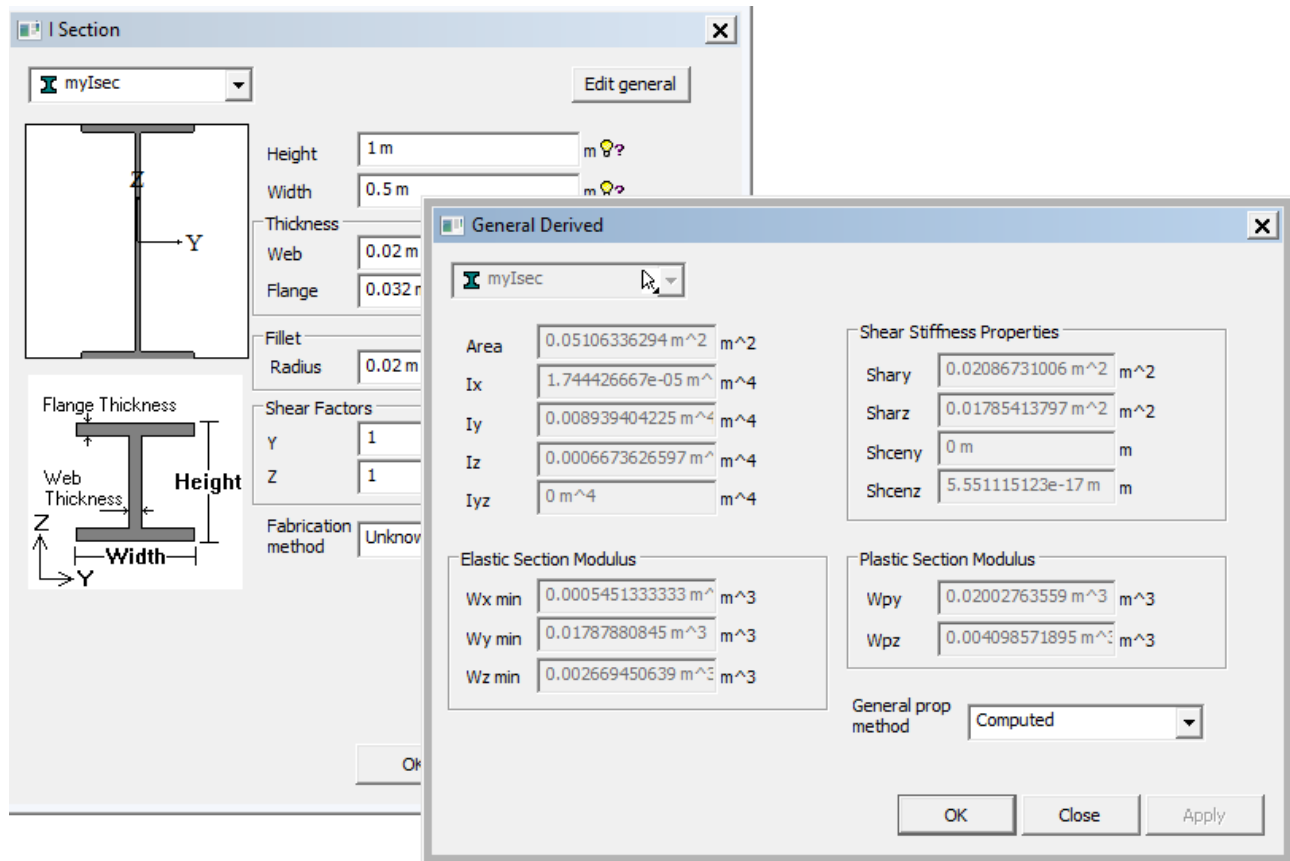 I Section
myIsec
Edit general
Z
Y
Height 1 m m ?
Width 0.5 m m ?
Thickness
Web 0.02 m
Flange 0.032 m
Fillet
Radius 0.02 m
Shear Factors
Y 1
Z 1
Fabrication method Unknow
Flange Thickness
Web Thickness
Height
Width
Z
Y
OK
General Derived
myIsec
Area 0.05106336294 m^2 m^2
Ix 1.744426667e-05 m^ m^4
Iy 0.008939404225 m^4 m^4
Iz 0.0006673626597 m^ m^4
Iyz 0 m^4 m^4
Shear Stiffness Properties
Shary 0.02086731006 m^2 m^2
Sharz 0.01785413797 m^2 m^2
Shceny 0 m m
Shcenz 5.551115123e-17 m m
Elastic Section Modulus
Wx min 0.0005451333333 m^ m^3
Wy min 0.01787880845 m^3 m^3
Wz min 0.002669450639 m^3 m^3
Plastic Section Modulus
Wpy 0.02002763559 m^3 m^3
Wpz 0.004098571895 m^3 m^3
General prop method Computed
OK
Close
Apply